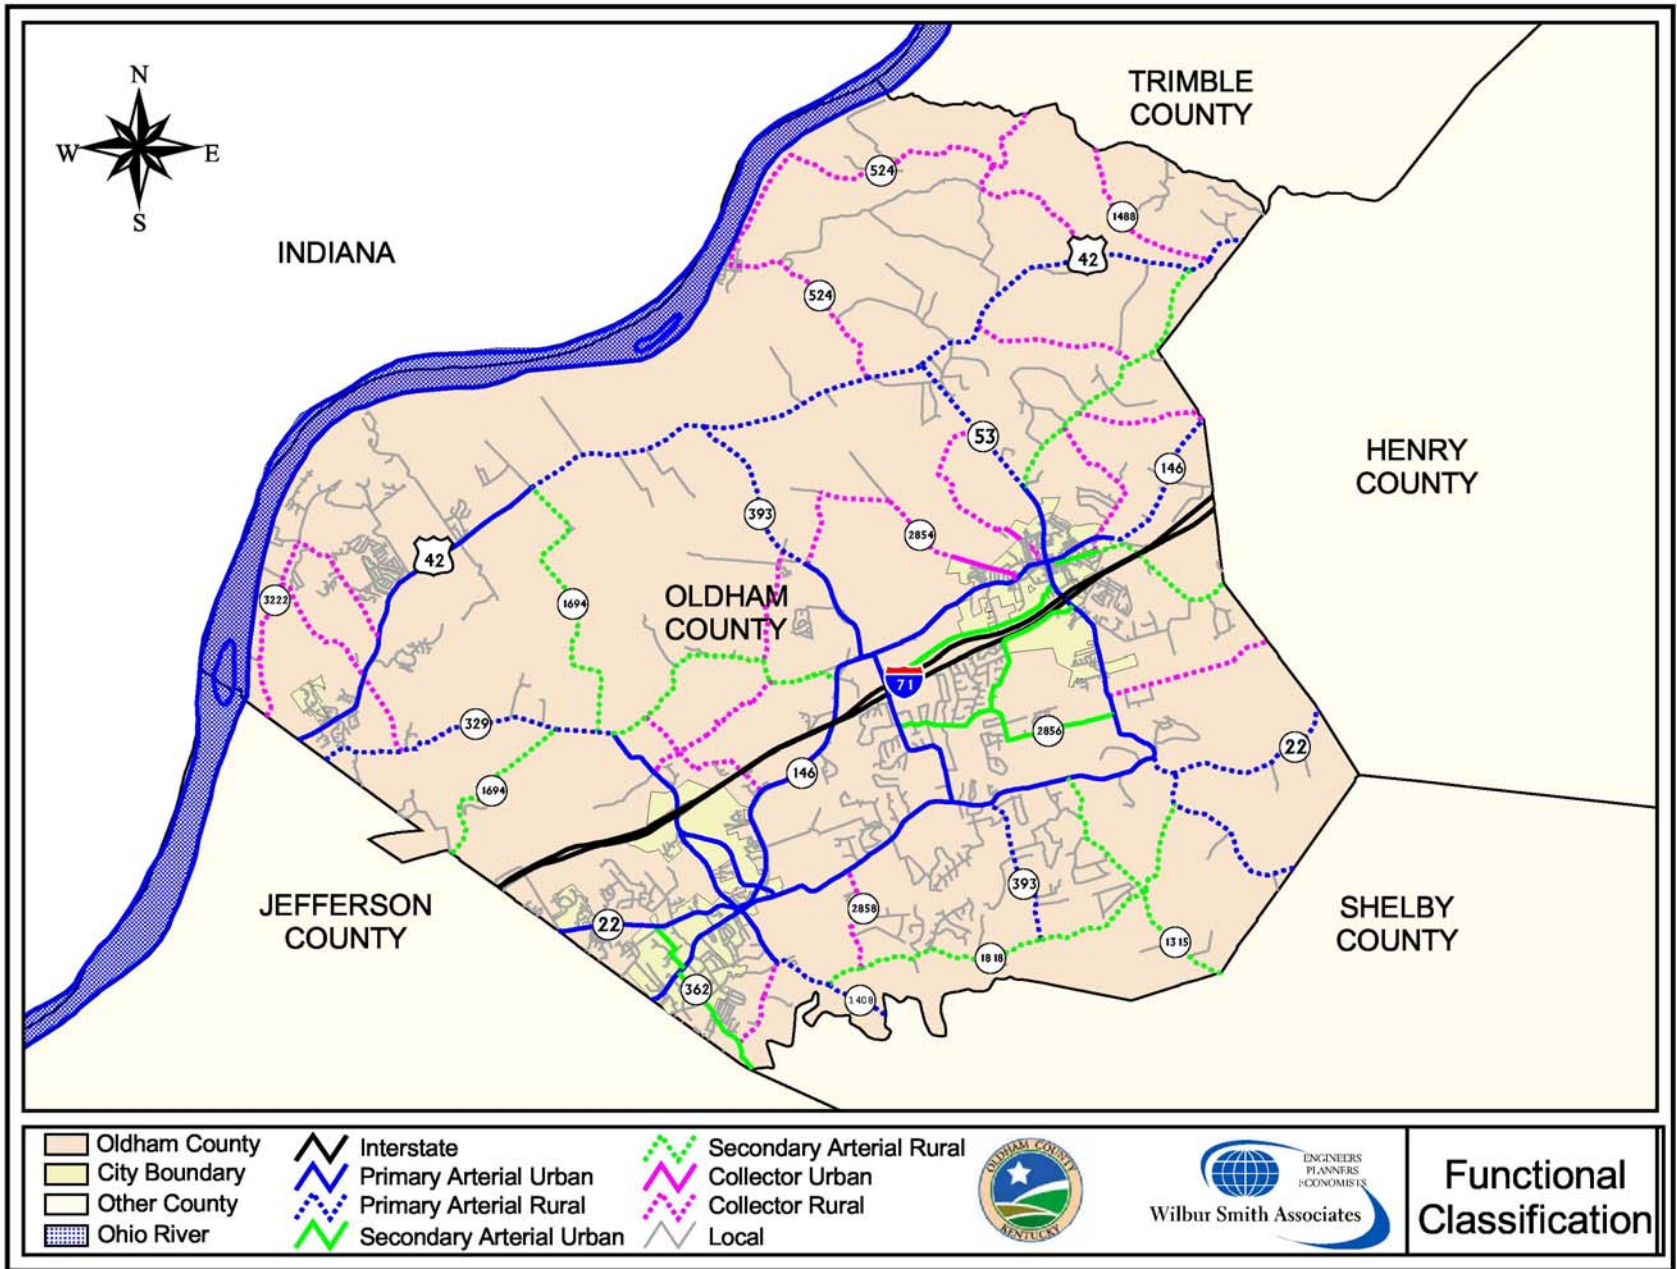 N
W E
S
TRIMBLE
COUNTY
INDIANA
524
1488
42
524
53
HENRY
COUNTY
146
393
2854
42
3222
1694
OLDHAM
COUNTY
71
329
2856
22
146
1694
JEFFERSON
COUNTY
393
22
2858
SHELBY
COUNTY
1315
1818
362
1408
Oldham County
City Boundary
Other County
Ohio River
Interstate
Primary Arterial Urban
Primary Arterial Rural
Secondary Arterial Urban
Secondary Arterial Rural
Collector Urban
Collector Rural
Local
OLDHAM COUNTY
KENTUCKY
ENGINEERS
PLANNERS
ECONOMISTS
Wilbur Smith Associates
Functional
Classification